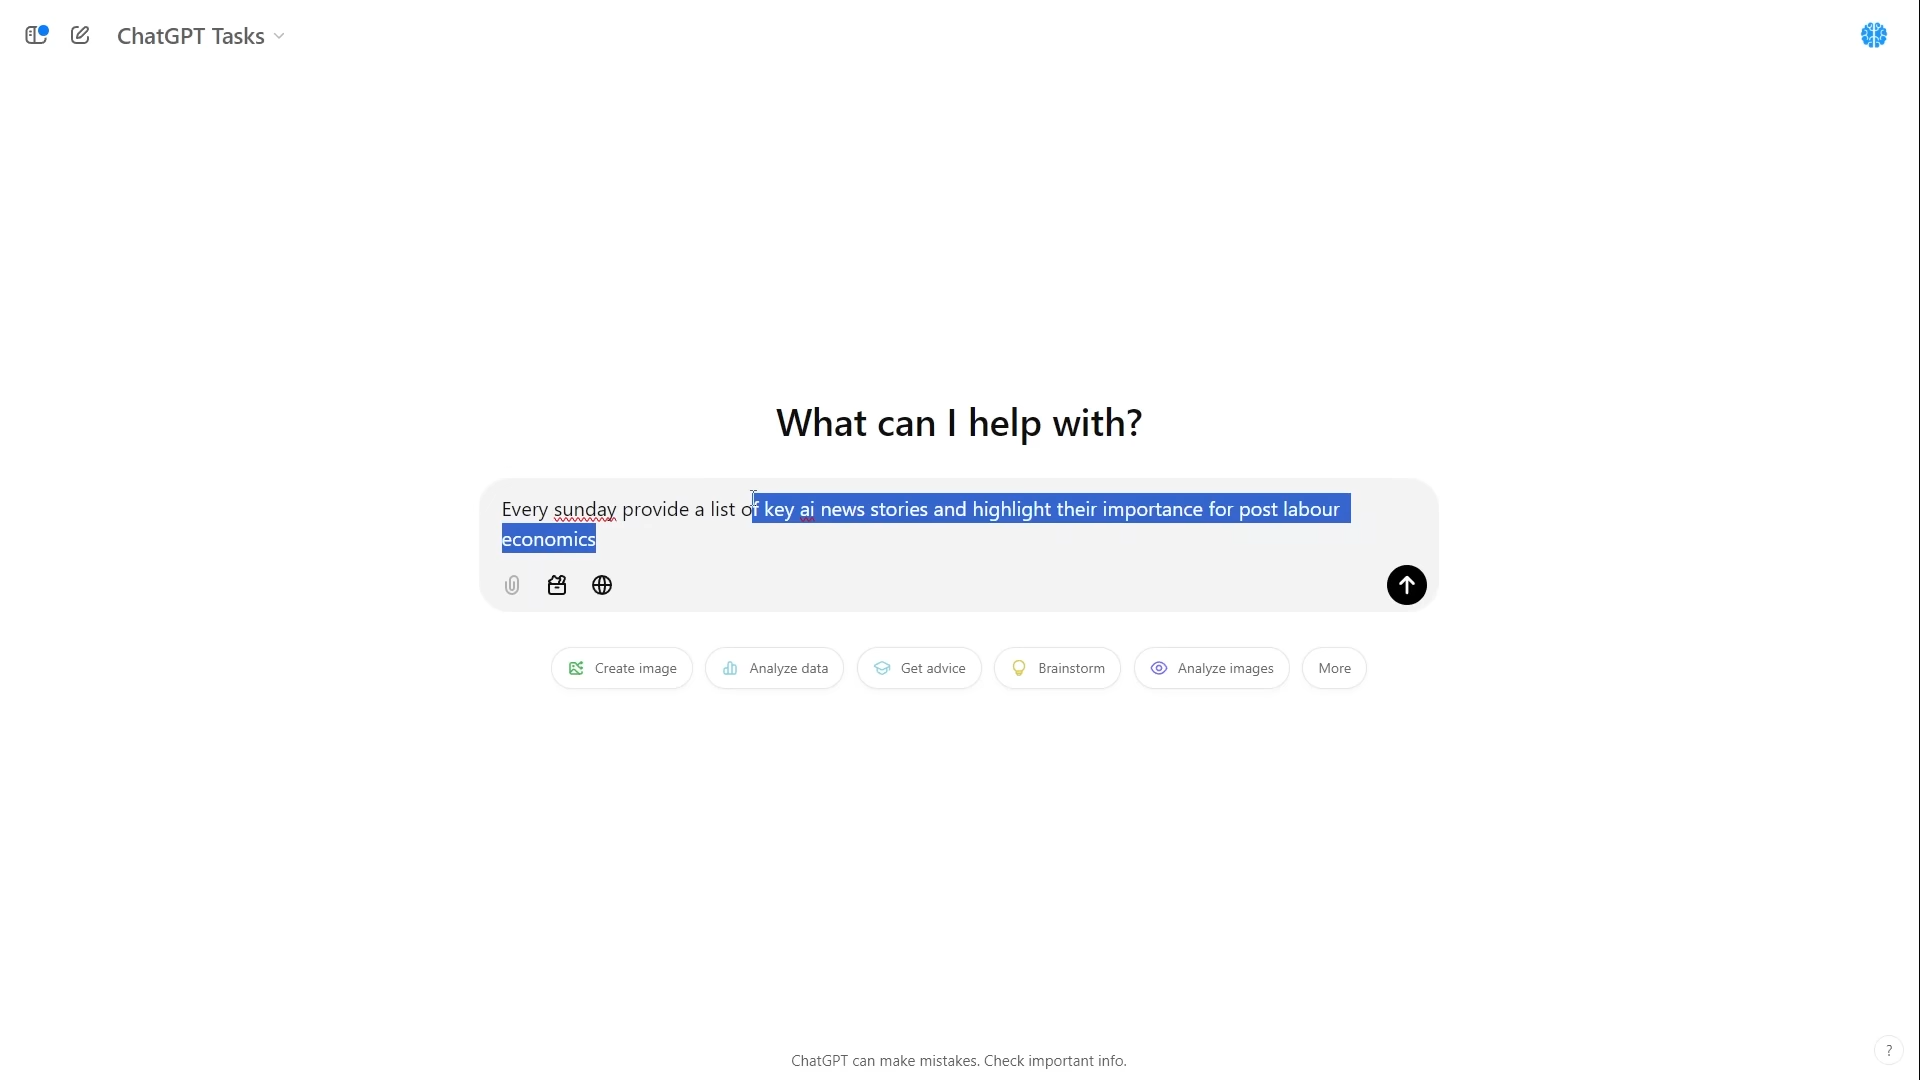 ChatGPT Tasks
What can I help with?
Every sunday provide a list of key ai news stories and highlight their importance for post labour
economics
Create image
Analyze data
Get advice
Brainstorm
Analyze images
More
ChatGPT can make mistakes. Check important info.
?